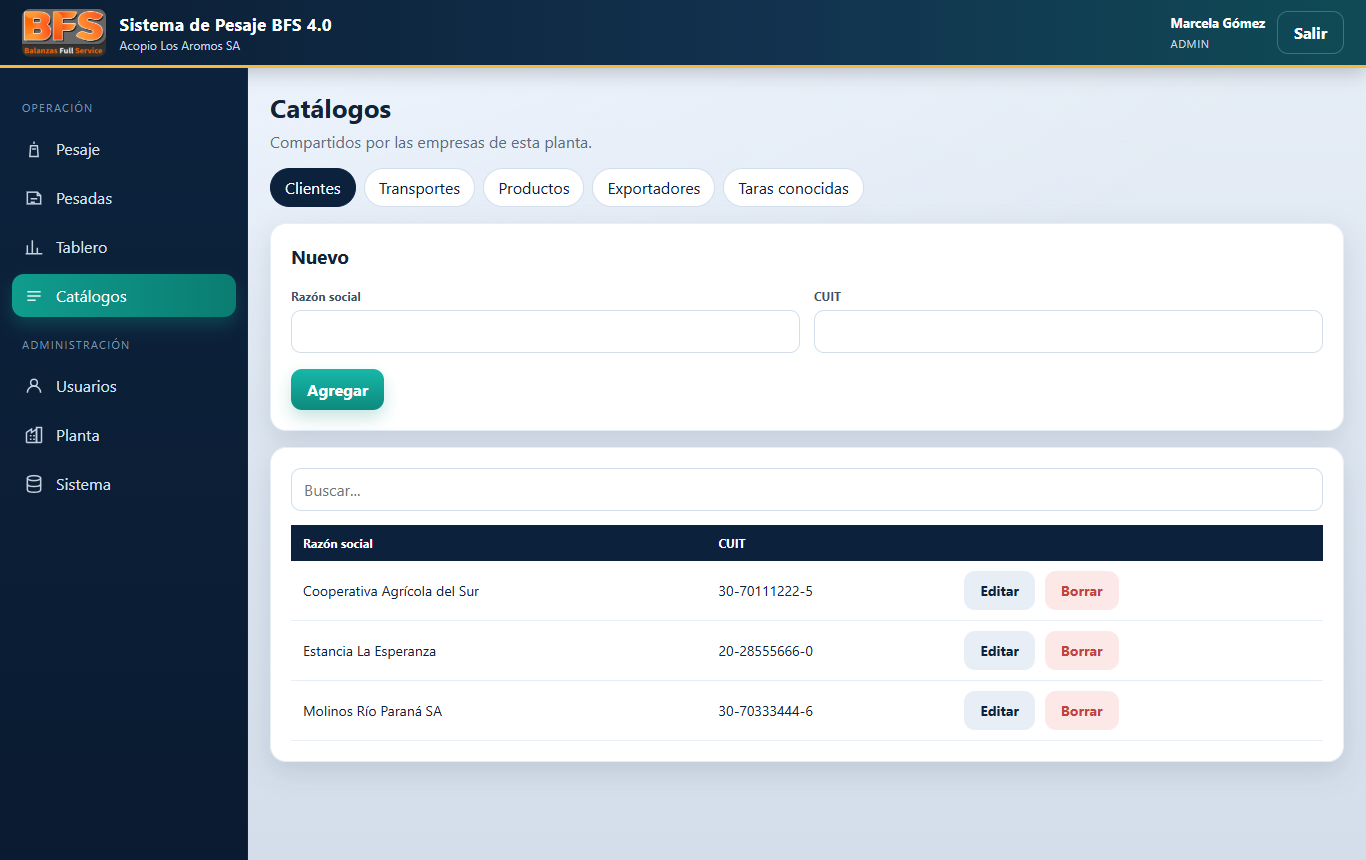 BFS
Balanzas Full Service
Sistema de Pesaje BFS 4.0
Acopio Los Aromos SA
Marcela Gómez
ADMIN
Salir
OPERACIÓN
Pesaje
Pesadas
Tablero
Catálogos
ADMINISTRACIÓN
Usuarios
Planta
Sistema
Catálogos
Compartidos por las empresas de esta planta.
Clientes Transportes Productos Exportadores Taras conocidas
Nuevo
Razón social CUIT
Agregar
Buscar...
Razón social CUIT
Cooperativa Agrícola del Sur 30-70111222-5 Editar Borrar
Estancia La Esperanza 20-28555666-0 Editar Borrar
Molinos Río Paraná SA 30-70333444-6 Editar Borrar